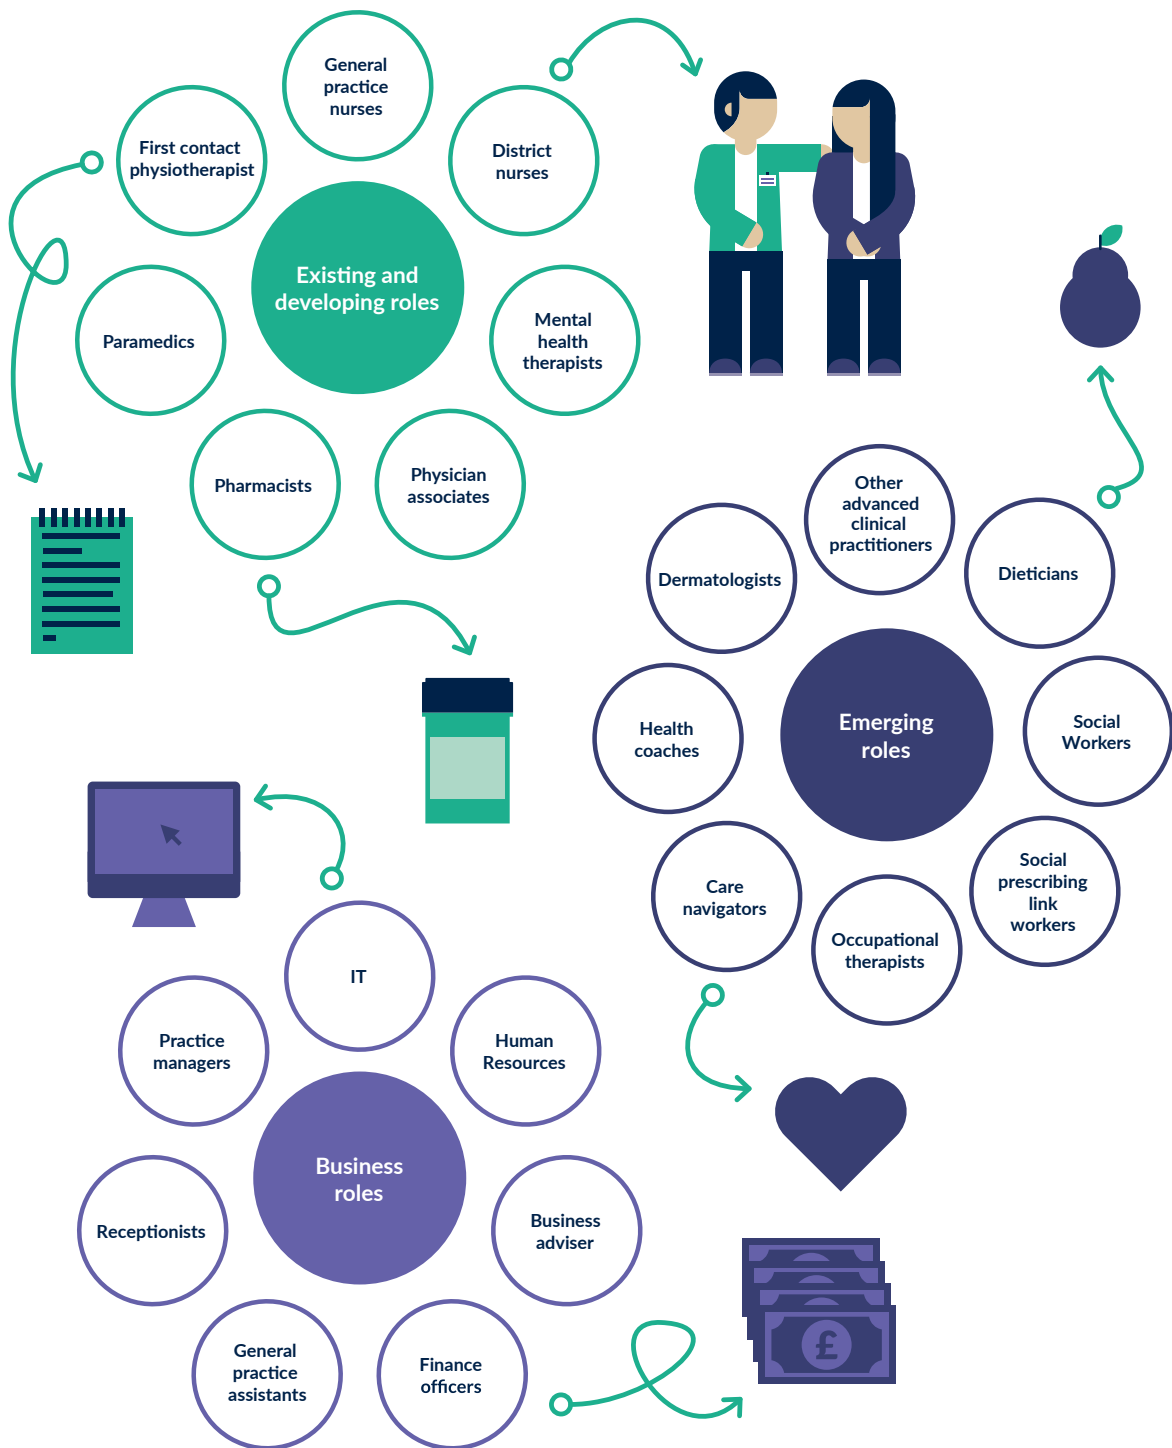 General
practice
nurses
First contact
physiotherapist
District
nurses
Existing and
developing roles
Paramedics
Mental
health
therapists
Pharmacists
Physician
associates
Other
advanced
clinical
practitioners
Dermatologists
Dieticians
Health
coaches
Emerging
roles
Social
Workers
Care
navigators
Social
prescribing
link
workers
Occupational
therapists
IT
Practice
managers
Human
Resources
Business
roles
Receptionists
Business
adviser
General
practice
assistants
Finance
officers
£